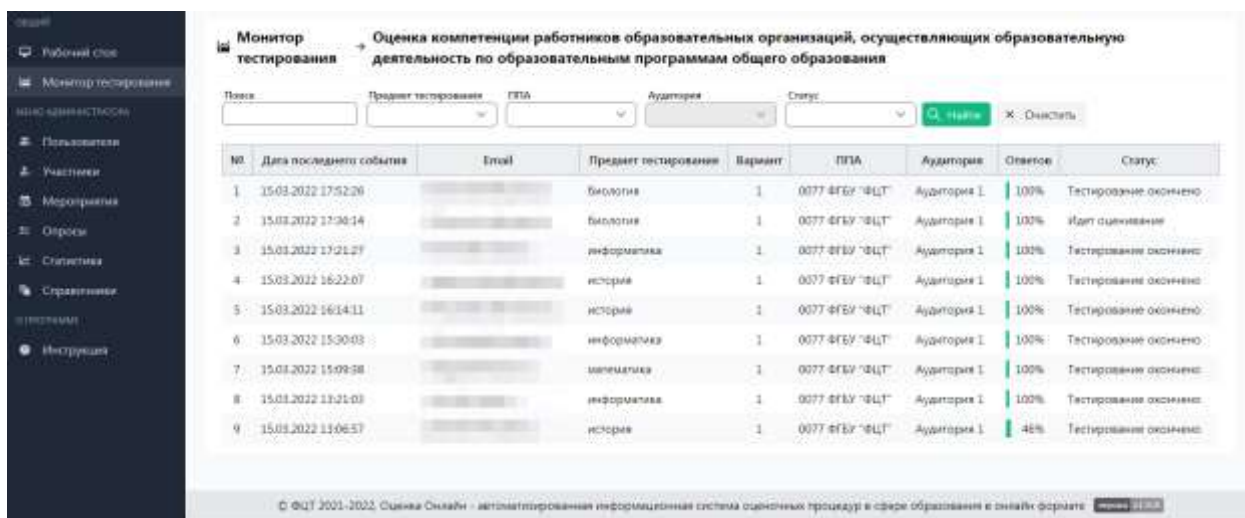 ОБЩИЙ
Рабочий стол
Монитор тестирования
МЕНЮ АДМИНИСТРАТОРА
Пользователи
Участники
Мероприятия
Опросы
Статистика
Справочники
О ПРОГРАММЕ
Инструкция
Монитор тестирования → Оценка компетенции работников образовательных организаций, осуществляющих образовательную
деятельность по образовательным программам общего образования
Поиск Предмет тестирования ППА Аудитория Статус
Найти × Очистить
№ Дата последнего события Email Предмет тестирования Вариант ППА Аудитория Ответов Статус
1 15.03.2022 17:52:26 биология 1 0077 ФГБУ "ФЦТ" Аудитория 1 100% Тестирование окончено
2 15.03.2022 17:36:14 биология 1 0077 ФГБУ "ФЦТ" Аудитория 1 100% Идет оценивание
3 15.03.2022 17:21:27 информатика 1 0077 ФГБУ "ФЦТ" Аудитория 1 100% Тестирование окончено
4 15.03.2022 16:22:07 история 1 0077 ФГБУ "ФЦТ" Аудитория 1 100% Тестирование окончено
5 15.03.2022 16:14:11 история 1 0077 ФГБУ "ФЦТ" Аудитория 1 100% Тестирование окончено
6 15.03.2022 15:30:03 информатика 1 0077 ФГБУ "ФЦТ" Аудитория 1 100% Тестирование окончено
7 15.03.2022 15:09:38 математика 1 0077 ФГБУ "ФЦТ" Аудитория 1 100% Тестирование окончено
8 15.03.2022 13:21:03 информатика 1 0077 ФГБУ "ФЦТ" Аудитория 1 100% Тестирование окончено
9 15.03.2022 13:06:57 история 1 0077 ФГБУ "ФЦТ" Аудитория 1 46% Тестирование окончено
© ФЦТ 2021-2022, Оценка Онлайн - автоматизированная информационная система оценочных процедур в сфере образования в онлайн формате